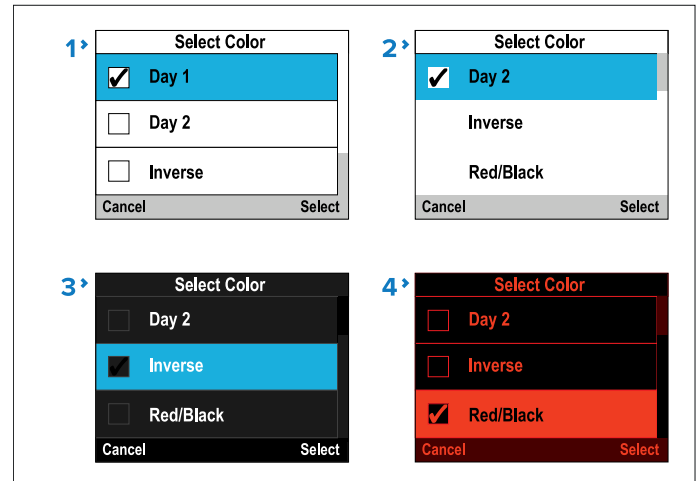 1›
Select Color
Day 1
Day 2
Inverse
Cancel Select
2›
Select Color
Day 2
Inverse
Red/Black
Cancel Select
3›
Select Color
Day 2
Inverse
Red/Black
Cancel Select
4›
Select Color
Day 2
Inverse
Red/Black
Cancel Select